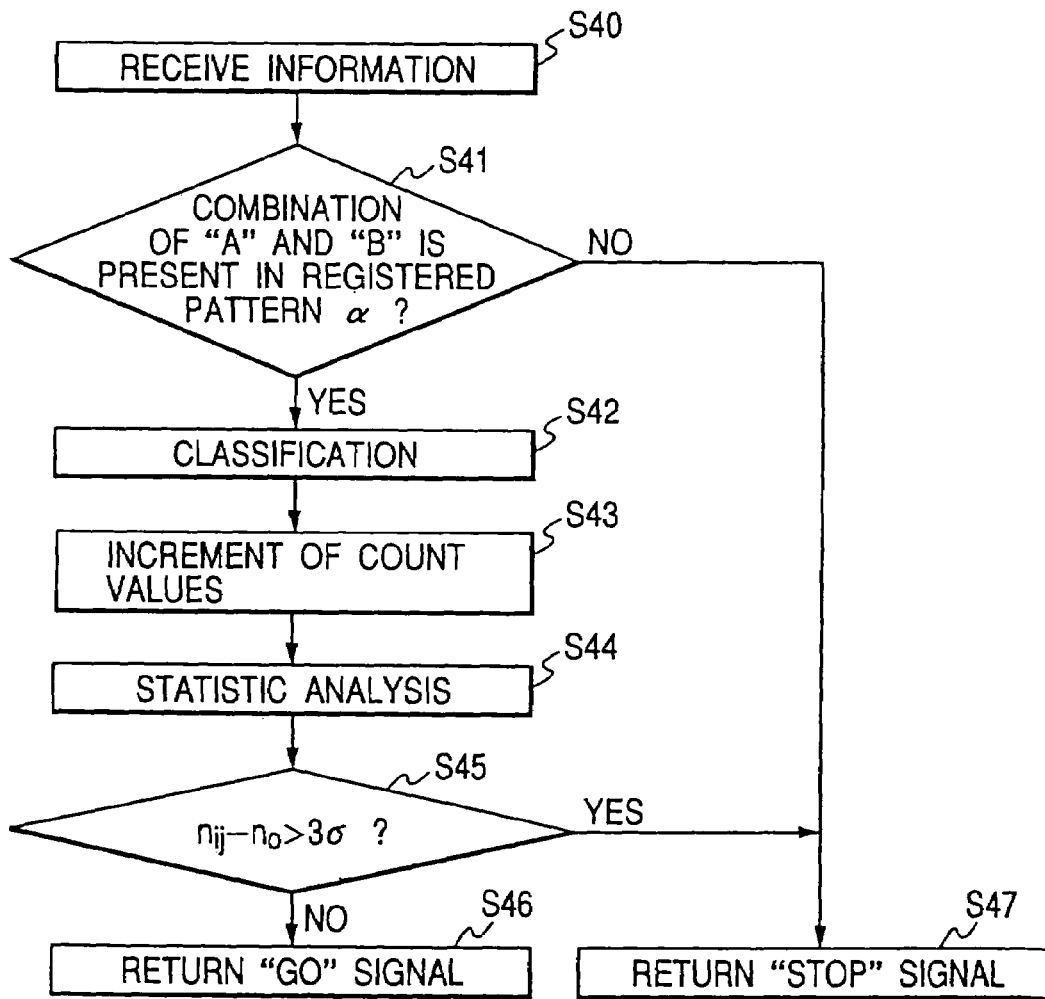 S40
RECEIVE INFORMATION
S41
COMBINATION
OF “A” AND “B” IS
PRESENT IN REGISTERED
PATTERN α ?
NO
YES
S42
CLASSIFICATION
S43
INCREMENT OF COUNT
VALUES
S44
STATISTIC ANALYSIS
S45
nij−no>3σ ?
YES
NO
S46
RETURN “GO” SIGNAL
S47
RETURN “STOP” SIGNAL